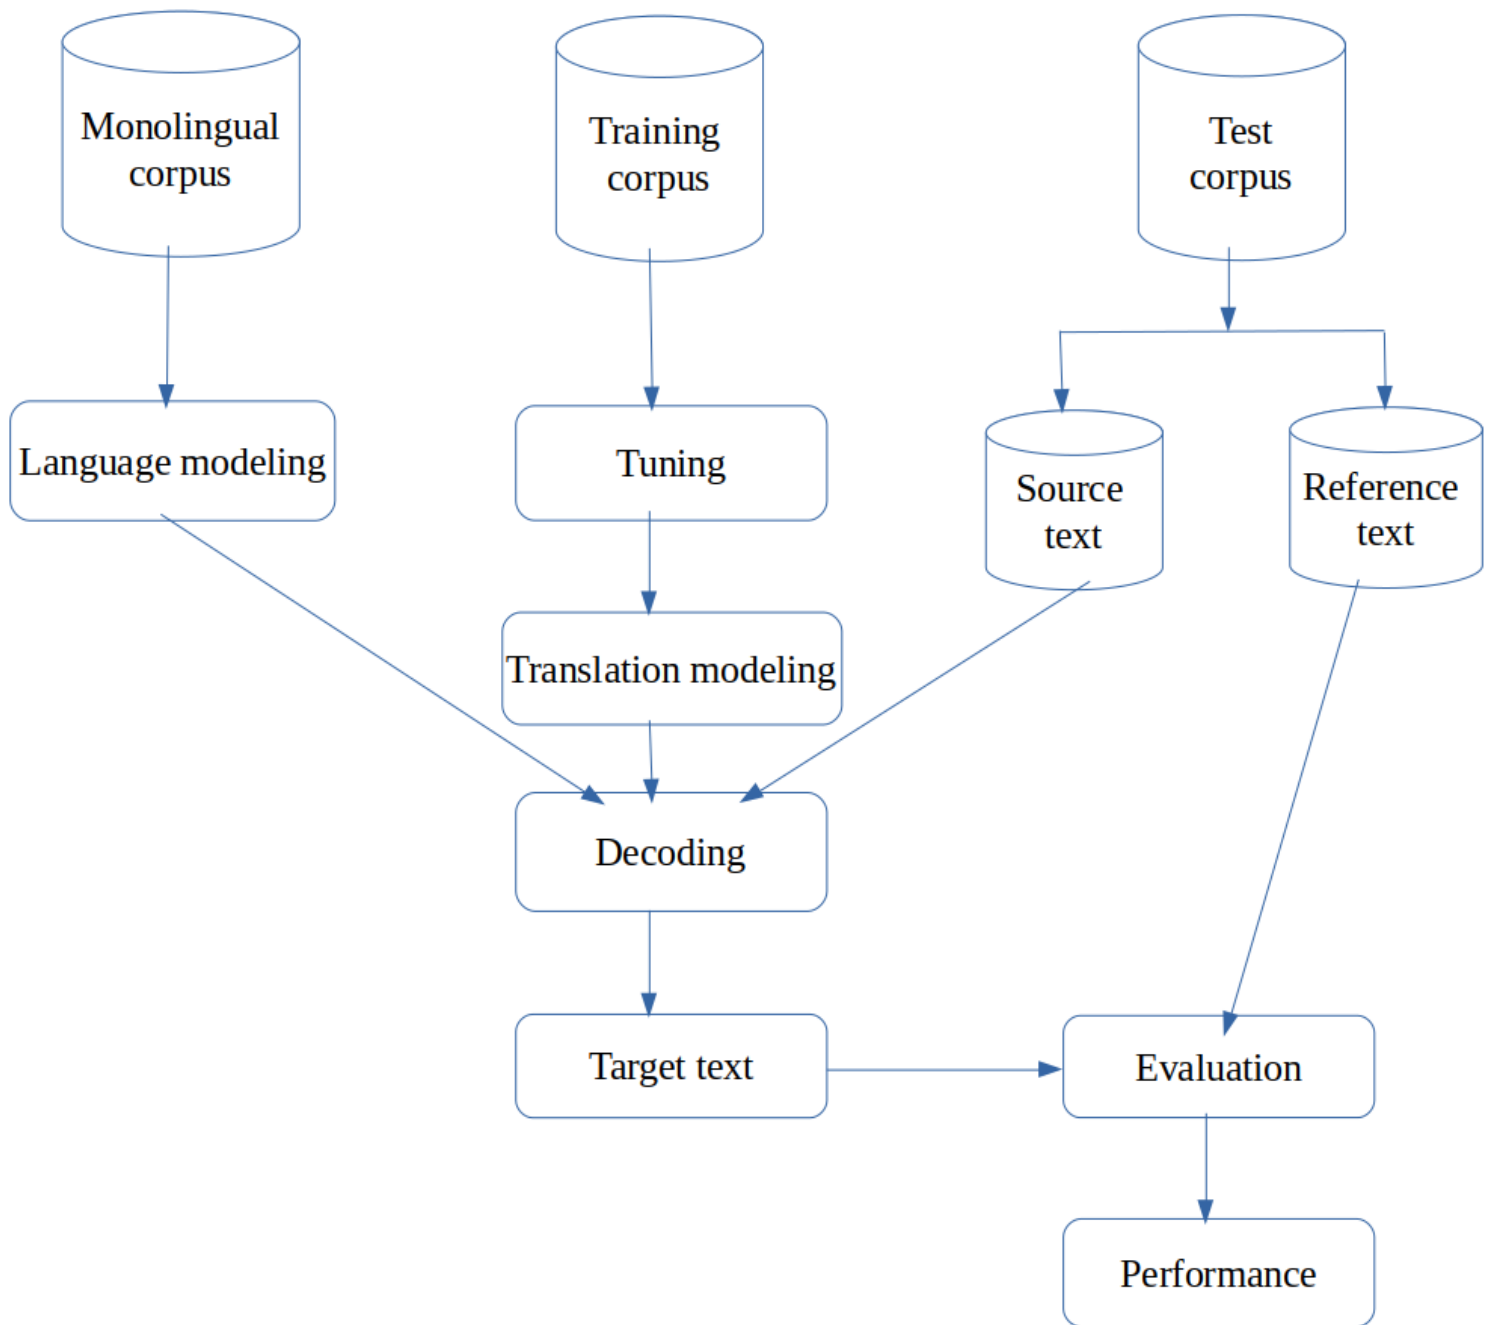 Monolingual
corpus
Training
corpus
Test
corpus
Language modeling
Tuning
Source
text
Reference
text
Translation modeling
Decoding
Target text
Evaluation
Performance